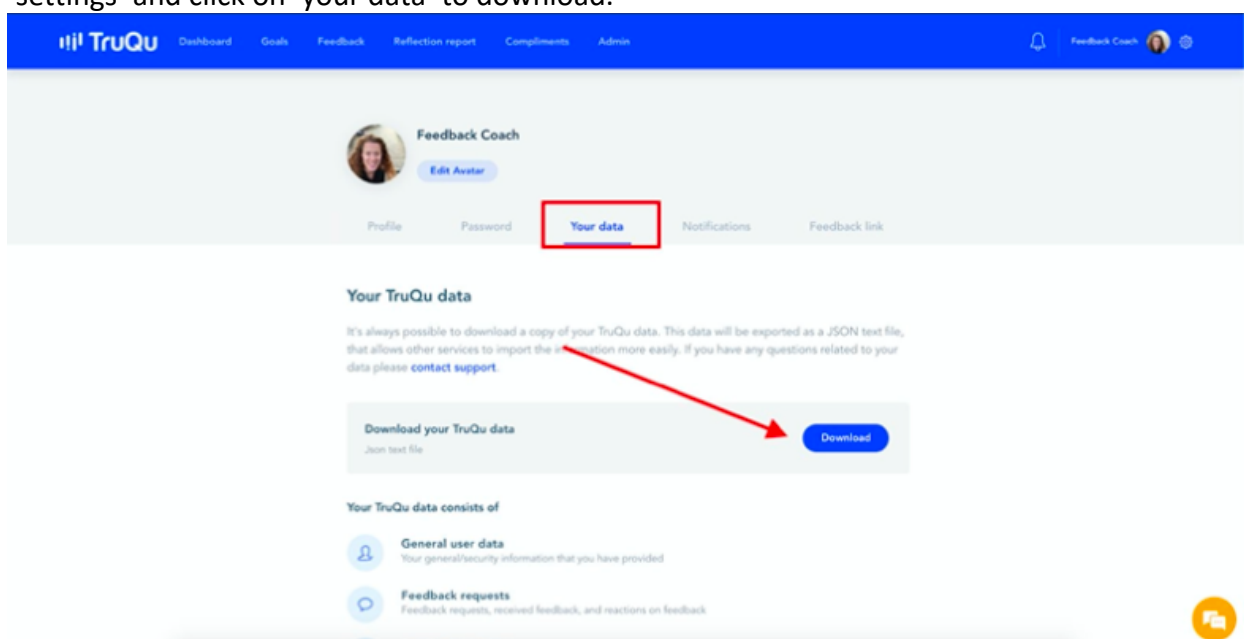 settings' and click on 'your data' to download.
TruQu Dashboard Goals Feedback Reflection report Compliments Admin Feedback Coach
Feedback Coach
Edit Avatar
Profile Password Your data Notifications Feedback link
Your TruQu data
It's always possible to download a copy of your TruQu data. This data will be exported as a JSON text file,
that allows other services to import the information more easily. If you have any questions related to your
data please contact support.
Download your TruQu data
Json text file
Download
Your TruQu data consists of
General user data
Your general/security information that you have provided
Feedback requests
Feedback requests, received feedback, and reactions on feedback